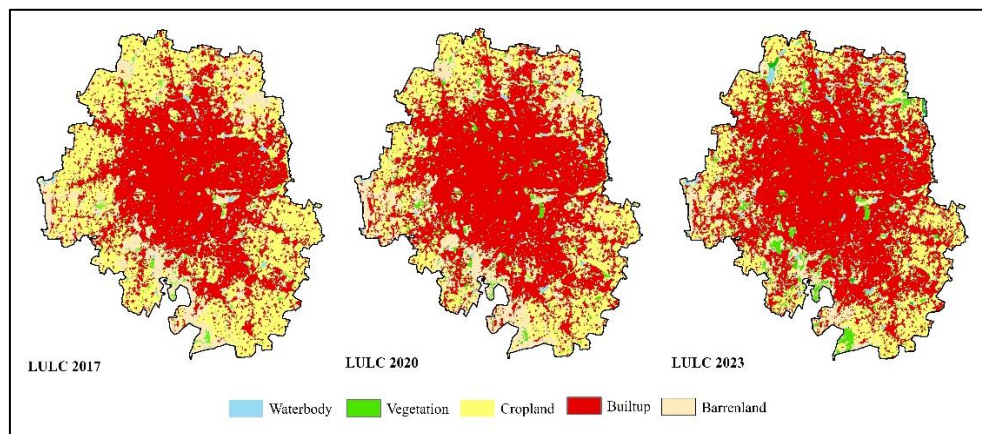 LULC 2017
LULC 2020
LULC 2023
Waterbody
Vegetation
Cropland
Builtup
Barrenland